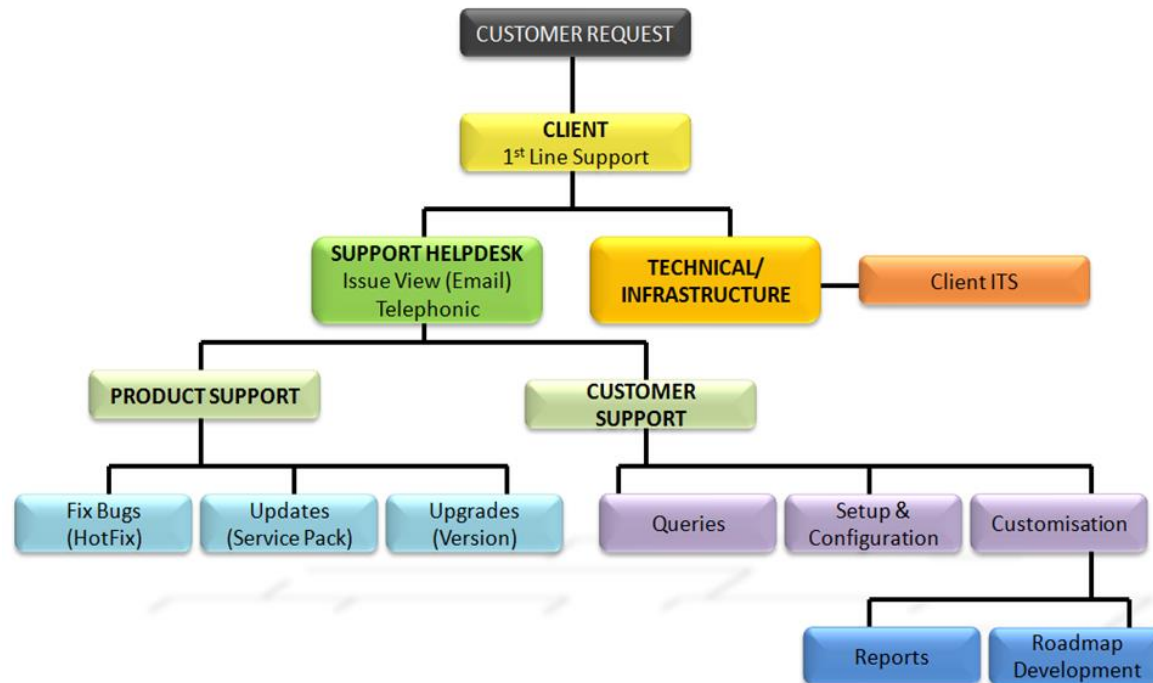 CUSTOMER REQUEST
CLIENT
1st Line Support
SUPPORT HELPDESK
Issue View (Email)
Telephonic
TECHNICAL/
INFRASTRUCTURE
Client ITS
PRODUCT SUPPORT
CUSTOMER
SUPPORT
Fix Bugs
(HotFix)
Updates
(Service Pack)
Upgrades
(Version)
Queries
Setup &
Configuration
Customisation
Reports
Roadmap
Development